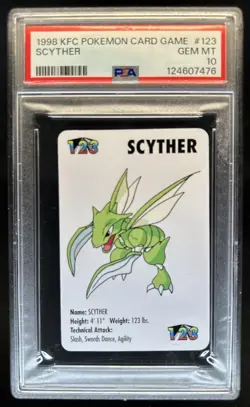 1998 KFC POKEMON CARD GAME #123
SCYTHER GEM MT
10
PSA 124607476
123 SCYTHER
Name: SCYTHER
Height: 4' 11" Weight: 123 lbs.
Technical Attack:
Slash, Swords Dance, Agility
123